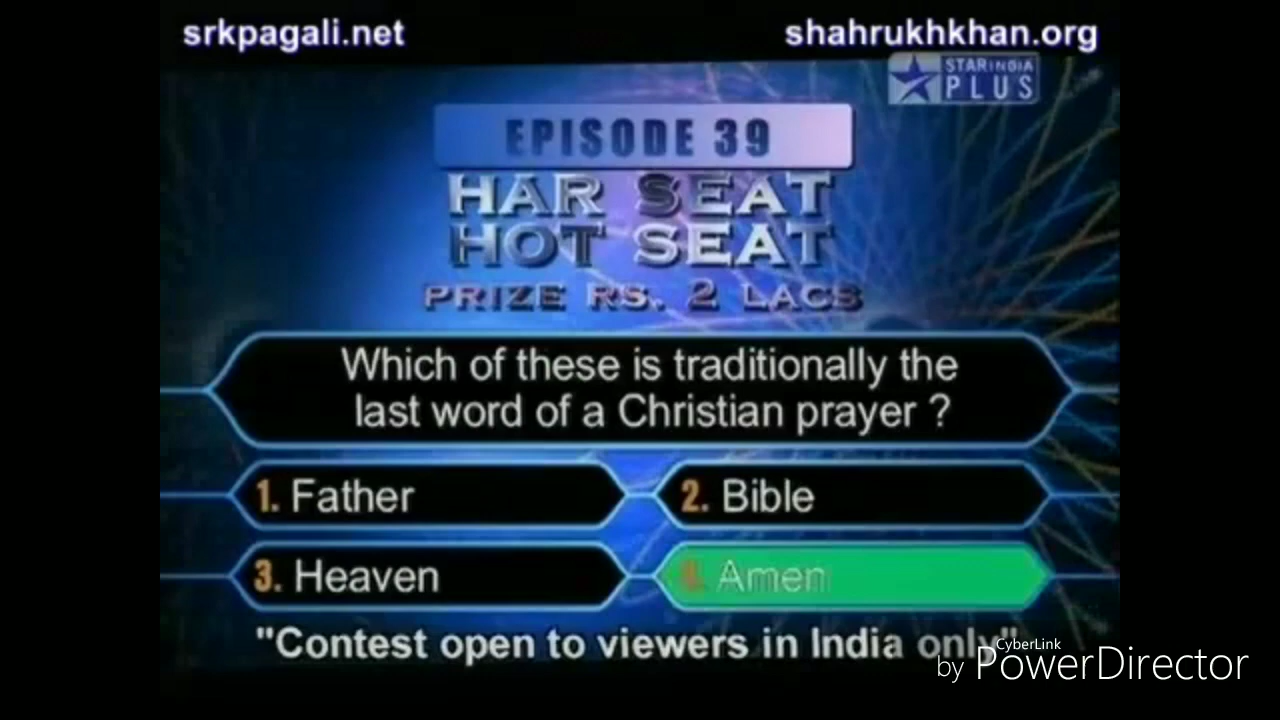 srkpagali.net
shahrukhkhan.org
STAR INDIA
PLUS
EPISODE 39
HAR SEAT
HOT SEAT
PRIZE RS. 2 LACS
Which of these is traditionally the
last word of a Christian prayer ?
1. Father
2. Bible
3. Heaven
4. Amen
"Contest open to viewers in India only"
CyberLink
by PowerDirector